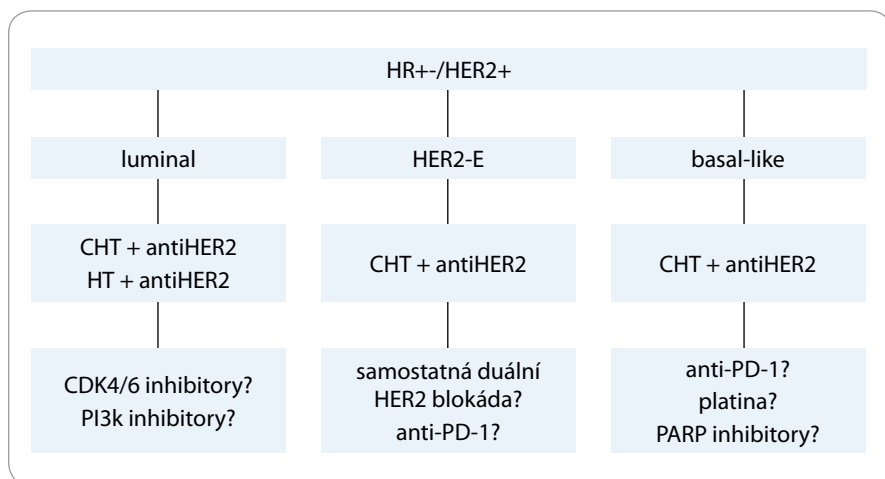 HR+-/HER2+
luminal
HER2-E
basal-like
CHT + antiHER2
HT + antiHER2
CHT + antiHER2
CHT + antiHER2
CDK4/6 inhibitory?
PI3k inhibitory?
samostatná duální
HER2 blokáda?
anti-PD-1?
anti-PD-1?
platina?
PARP inhibitory?